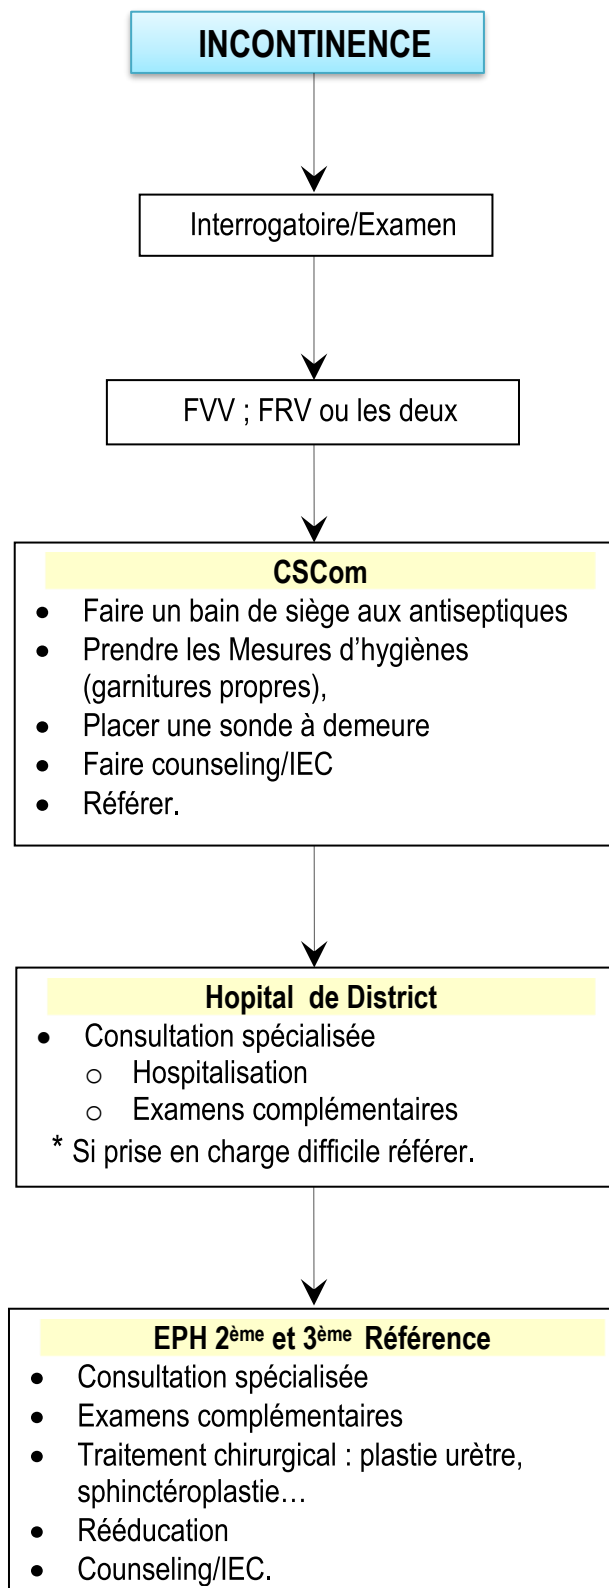 INCONTINENCE
Interrogatoire/Examen
FVV ; FRV ou les deux
CSCom
• Faire un bain de siège aux antiseptiques
• Prendre les Mesures d’hygiènes
(garnitures propres),
• Placer une sonde à demeure
• Faire counseling/IEC
• Référer.
Hopital de District
• Consultation spécialisée
o Hospitalisation
o Examens complémentaires
* Si prise en charge difficile référer.
EPH 2ème et 3ème Référence
• Consultation spécialisée
• Examens complémentaires
• Traitement chirurgical : plastie urètre,
sphinctéroplastie…
• Rééducation
• Counseling/IEC.